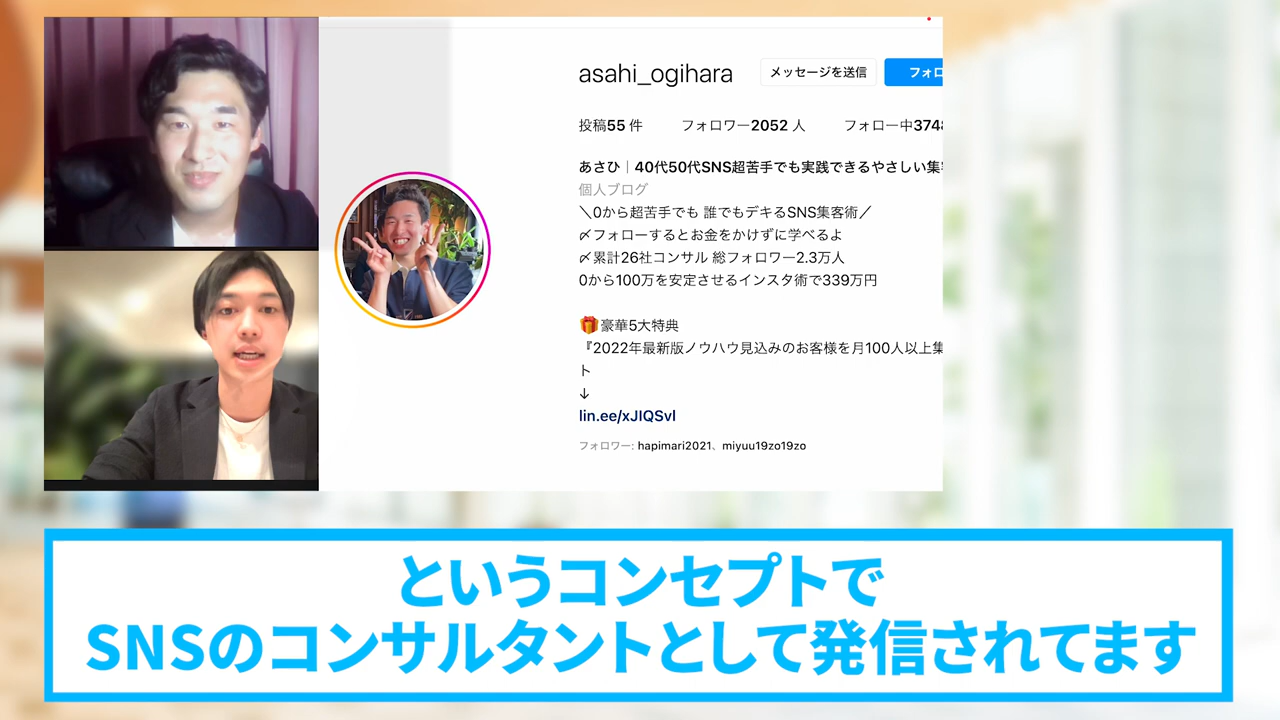 asahi_ogihara
メッセージを送信
フォロ
投稿55 件
フォロワー2052 人
フォロー中374
あさひ｜40代50代SNS超苦手でも実践できるやさしい集
個人ブログ
＼0から超苦手でも 誰でもデキるSNS集客術／
〆フォローするとお金をかけずに学べるよ
〆累計26社コンサル 総フォロワー2.3万人
0から100万を安定させるインスタ術で339万円
🎁豪華5大特典
『2022年最新版ノウハウ見込みのお客様を月100人以上集
ト
↓
lin.ee/xJIQSvl
フォロワー: hapimari2021、miyuu19zo19zo
というコンセプトで
SNSのコンサルタントとして発信されてます